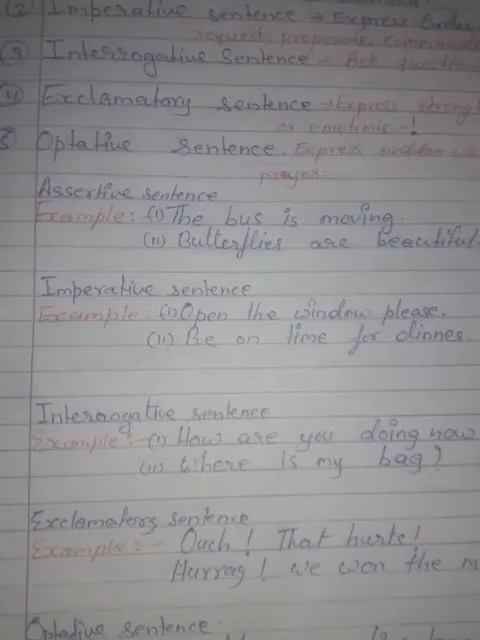 (2) Imperative sentence → Express
request, proposals,
(3) Interrogative Sentence - Ask
(4) Exclamatory sentence → Express strong
or emotions - !
5 Optative sentence. Express
prayer.
Assertive sentence
Example: (i) The bus is moving.
(ii) Butterflies are beautiful.
Imperative sentence
Example: (i) Open the window please.
(ii) Be on time for dinner
Interrogative sentence
Example:- (i) How are you doing now
(ii) Where is my bag?
Exclamatory sentence
Example:- Ouch! That hurts!
Hurray! we won the
Optative sentence.